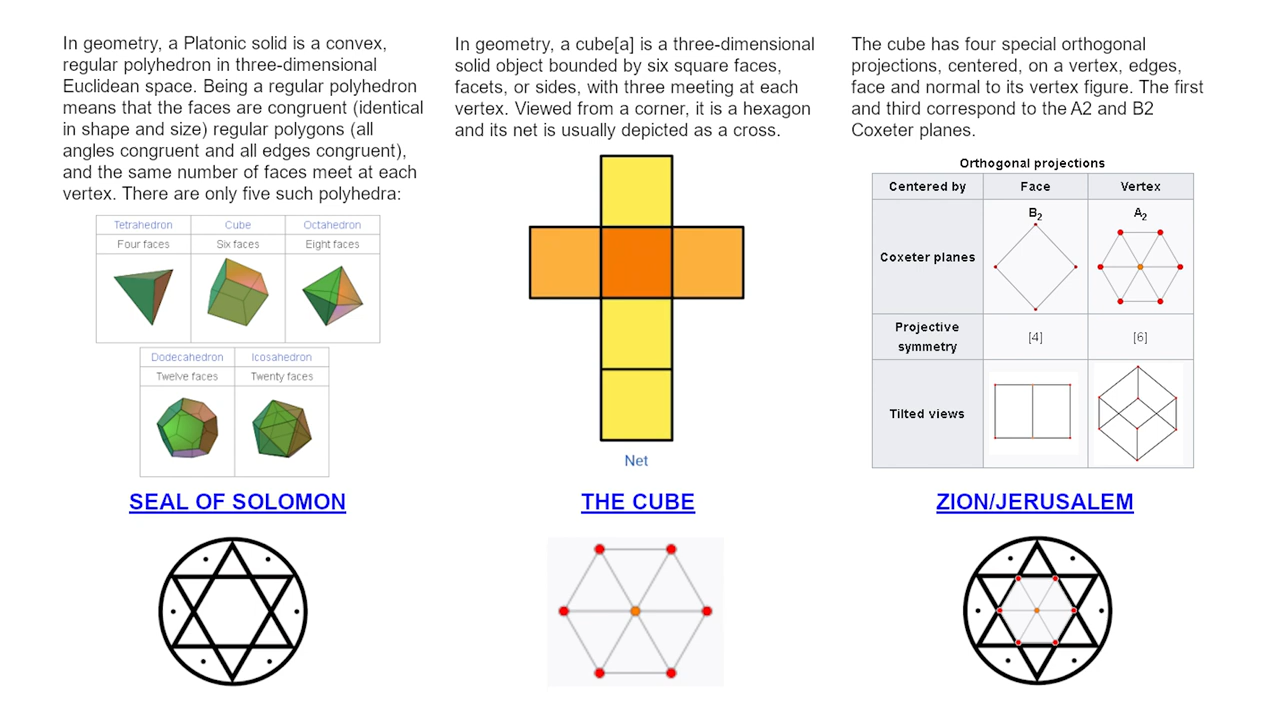 In geometry, a Platonic solid is a convex,
regular polyhedron in three-dimensional
Euclidean space. Being a regular polyhedron
means that the faces are congruent (identical
in shape and size) regular polygons (all
angles congruent and all edges congruent),
and the same number of faces meet at each
vertex. There are only five such polyhedra:
Tetrahedron Cube Octahedron
Four faces Six faces Eight faces
Dodecahedron Icosahedron
Twelve faces Twenty faces
SEAL OF SOLOMON
In geometry, a cube[a] is a three-dimensional
solid object bounded by six square faces,
facets, or sides, with three meeting at each
vertex. Viewed from a corner, it is a hexagon
and its net is usually depicted as a cross.
Net
THE CUBE
The cube has four special orthogonal
projections, centered, on a vertex, edges,
face and normal to its vertex figure. The first
and third correspond to the A2 and B2
Coxeter planes.
Orthogonal projections
Centered by Face Vertex
Coxeter planes B2 A2
Projective
symmetry [4] [6]
Tilted views
ZION/JERUSALEM